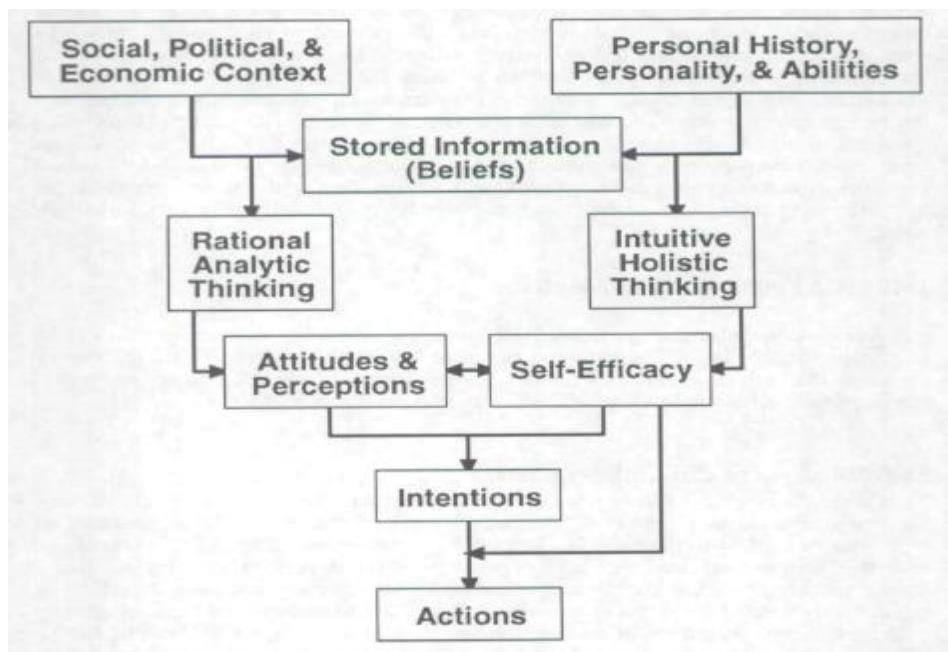 Social, Political, &
Economic Context
Personal History,
Personality, & Abilities
Stored Information
(Beliefs)
Rational
Analytic
Thinking
Intuitive
Holistic
Thinking
Attitudes &
Perceptions
Self-Efficacy
Intentions
Actions